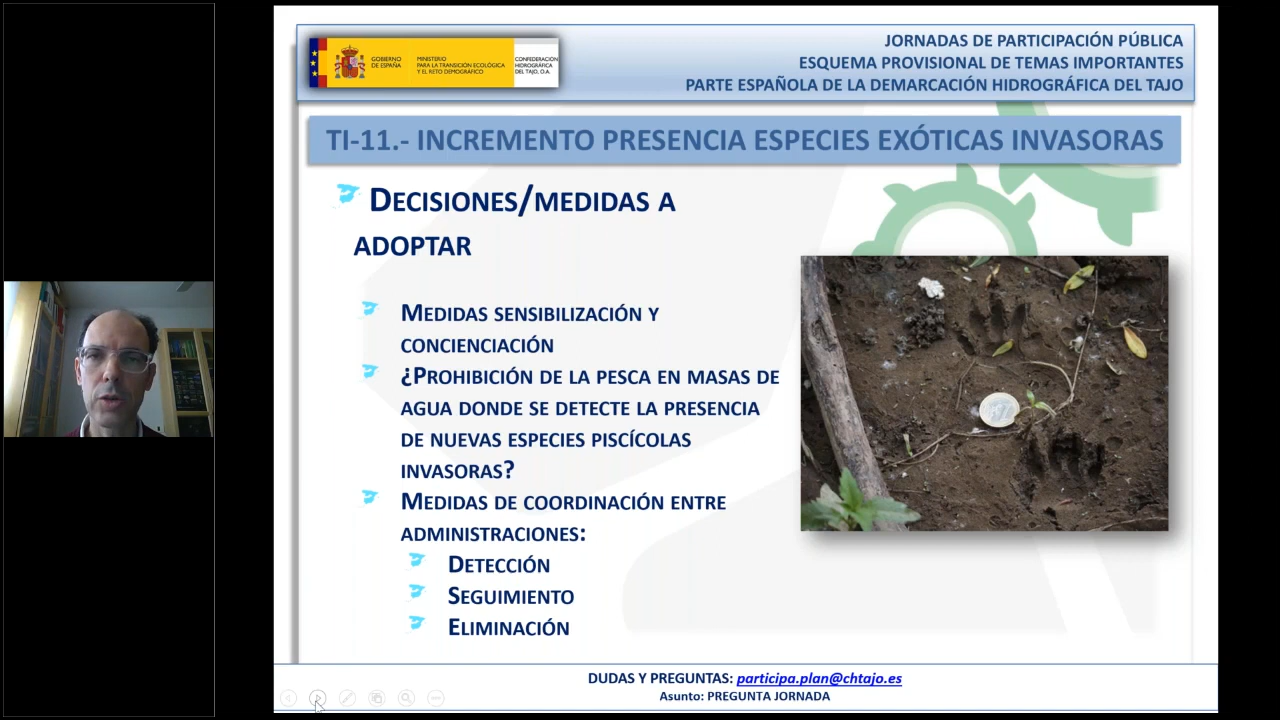 GOBIERNO
DE ESPAÑA
MINISTERIO
PARA LA TRANSICIÓN ECOLÓGICA
Y EL RETO DEMOGRÁFICO
CONFEDERACIÓN
HIDROGRÁFICA
DEL TAJO, O.A.
JORNADAS DE PARTICIPACIÓN PÚBLICA
ESQUEMA PROVISIONAL DE TEMAS IMPORTANTES
PARTE ESPAÑOLA DE LA DEMARCACIÓN HIDROGRÁFICA DEL TAJO
TI-11.- INCREMENTO PRESENCIA ESPECIES EXÓTICAS INVASORAS
DECISIONES/MEDIDAS A
ADOPTAR
MEDIDAS SENSIBILIZACIÓN Y
CONCIENCIACIÓN
¿PROHIBICIÓN DE LA PESCA EN MASAS DE
AGUA DONDE SE DETECTE LA PRESENCIA
DE NUEVAS ESPECIES PISCÍCOLAS
INVASORAS?
MEDIDAS DE COORDINACIÓN ENTRE
ADMINISTRACIONES:
DETECCIÓN
SEGUIMIENTO
ELIMINACIÓN
DUDAS Y PREGUNTAS: participa.plan@chtajo.es
Asunto: PREGUNTA JORNADA